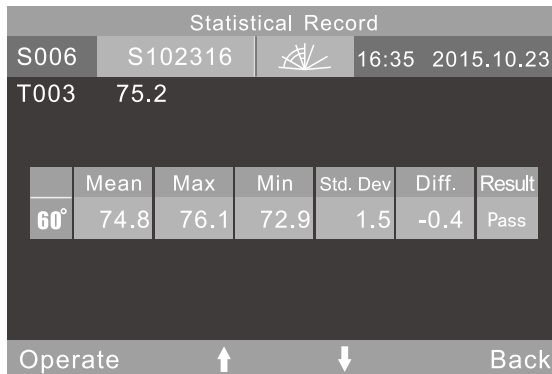 Statistical Record
S006 S102316 16:35 2015.10.23
T003 75.2
Mean Max Min Std. Dev Diff. Result
60° 74.8 76.1 72.9 1.5 -0.4 Pass
Operate Back